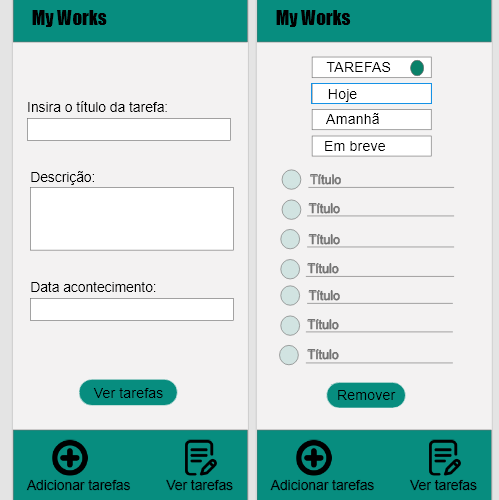 My Works
Insira o título da tarefa:
Descrição:
Data acontecimento:
Ver tarefas
Adicionar tarefas
Ver tarefas
My Works
TAREFAS
Hoje
Amanhã
Em breve
Título
Título
Título
Título
Título
Título
Título
Remover
Adicionar tarefas
Ver tarefas